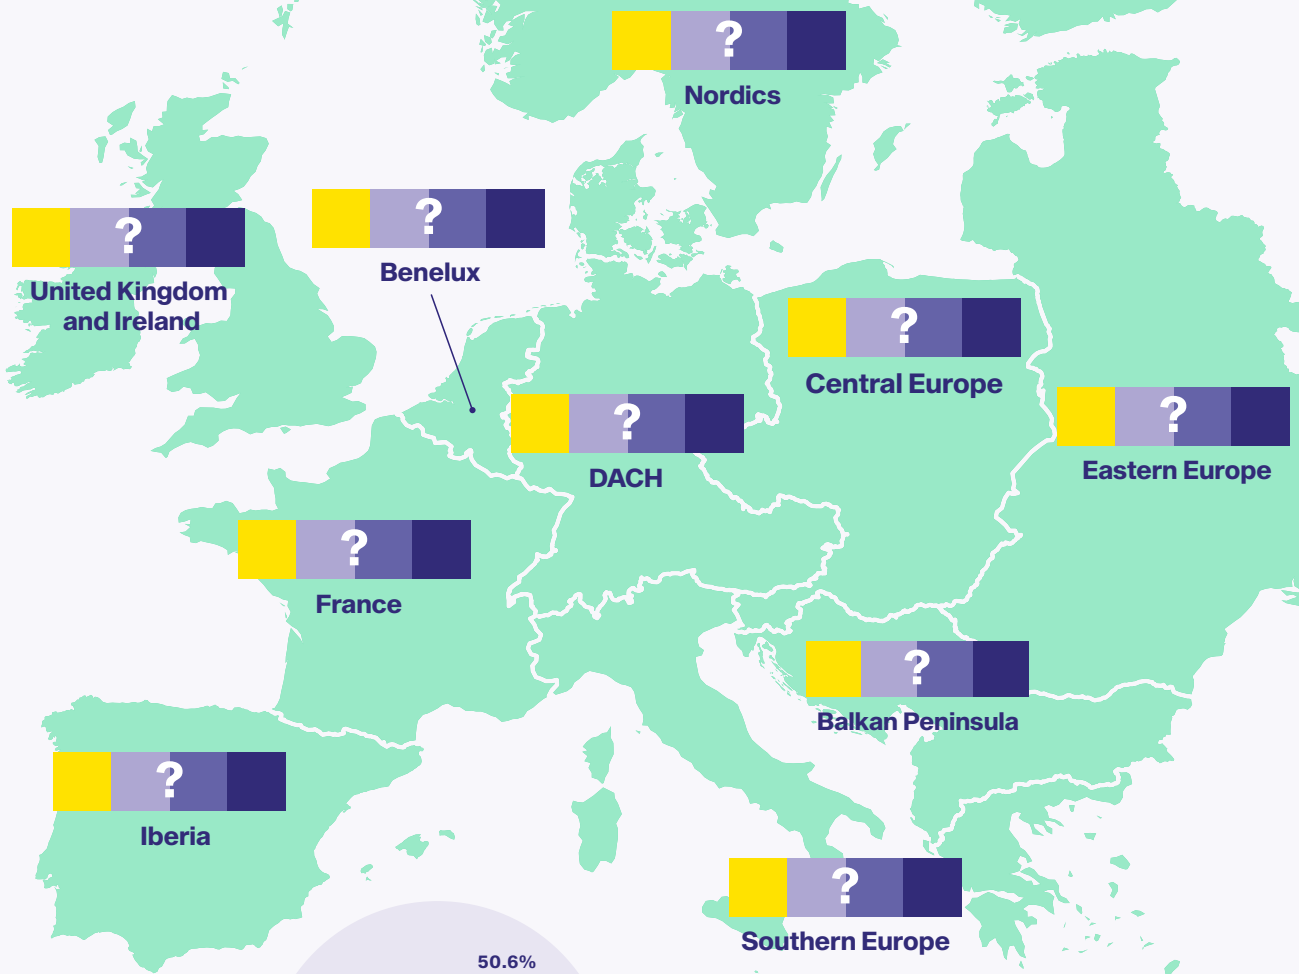 ?
Nordics
?
Benelux
?
United Kingdom
and Ireland
?
Central Europe
?
DACH
?
Eastern Europe
?
France
?
Balkan Peninsula
?
Iberia
?
Southern Europe
50.6%